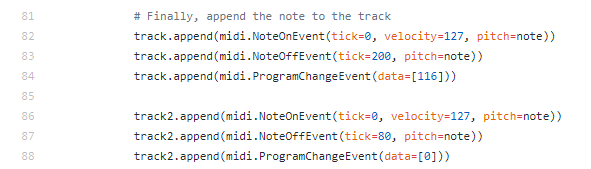 81 # Finally, append the note to the track
82 track.append(midi.NoteOnEvent(tick=0, velocity=127, pitch=note))
83 track.append(midi.NoteOffEvent(tick=200, pitch=note))
84 track.append(midi.ProgramChangeEvent(data=[116]))
85
86 track2.append(midi.NoteOnEvent(tick=0, velocity=127, pitch=note))
87 track2.append(midi.NoteOffEvent(tick=80, pitch=note))
88 track2.append(midi.ProgramChangeEvent(data=[0]))